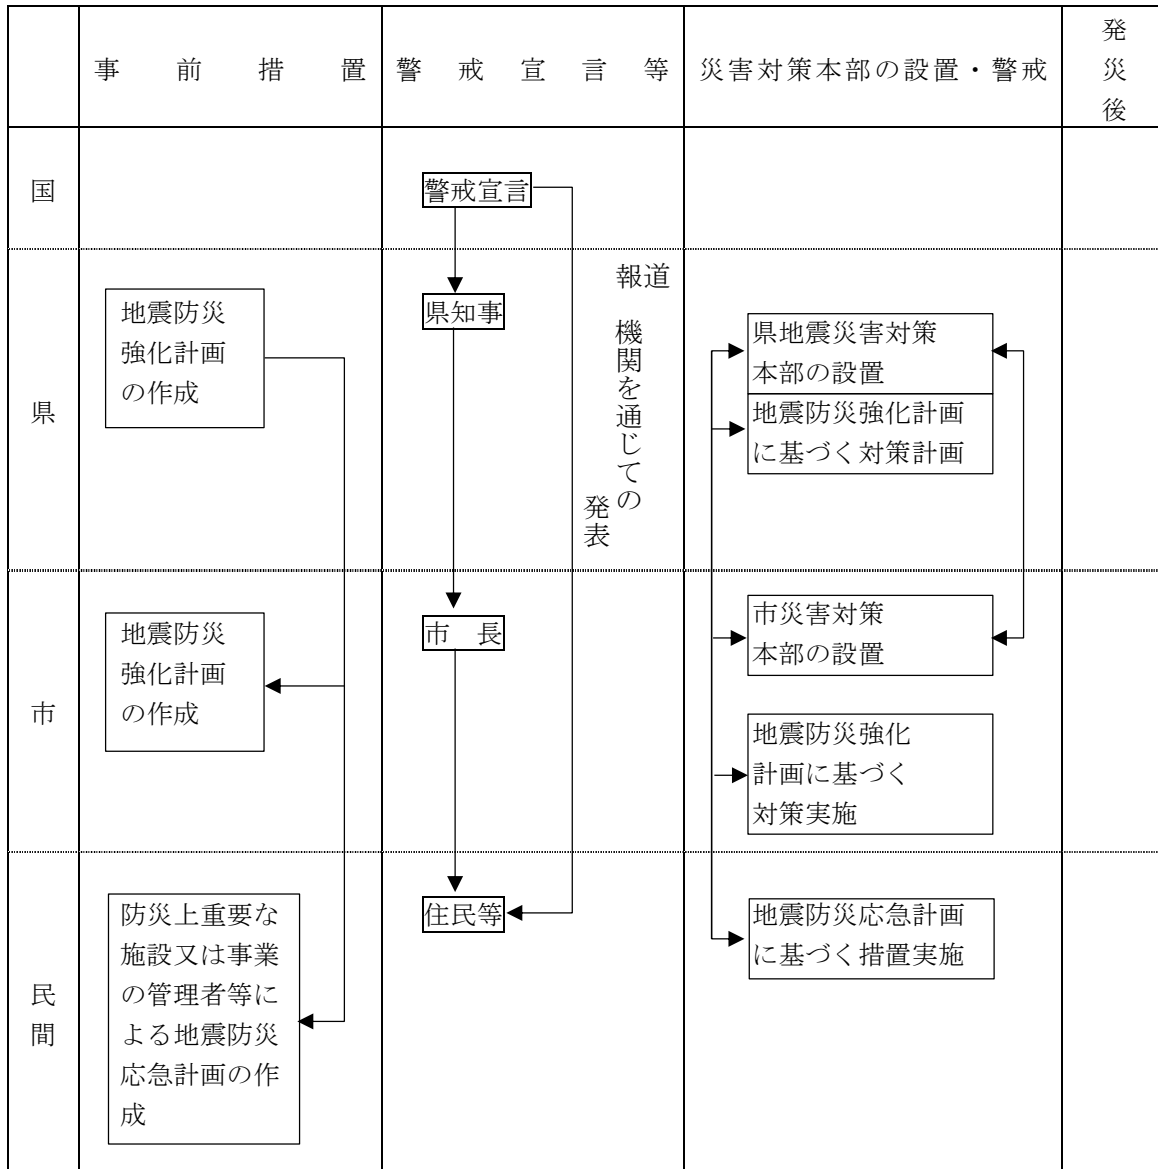 事前措置
警戒宣言等
災害対策本部の設置・警戒
発災後
国
警戒宣言
県
地震防災
強化計画
の作成
県知事
報道
機関を通じての
発表
県地震災害対策
本部の設置
地震防災強化計画
に基づく対策計画
市
地震防災
強化計画
の作成
市　長
市災害対策
本部の設置
地震防災強化
計画に基づく
対策実施
民間
防災上重要な
施設又は事業
の管理者等に
よる地震防災
応急計画の作
成
住民等
地震防災応急計画
に基づく措置実施